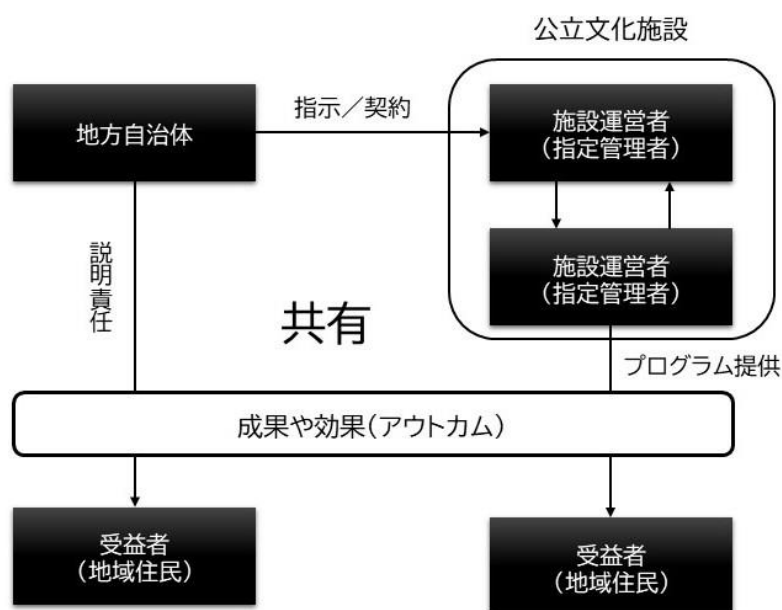 公立文化施設
地方自治体
指示／契約
施設運営者
（指定管理者）
説明責任
施設運営者
（指定管理者）
共有
プログラム提供
成果や効果（アウトカム）
受益者
（地域住民）
受益者
（地域住民）